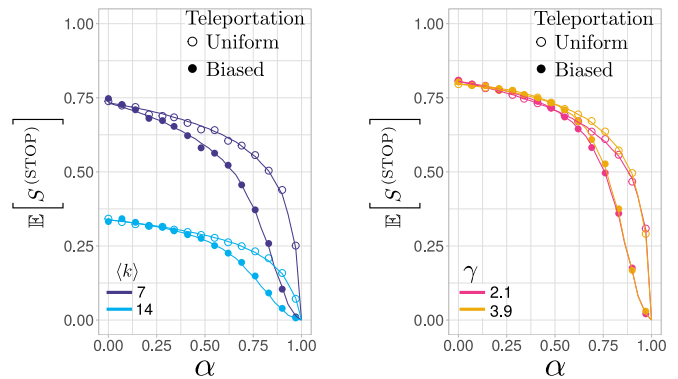 Teleportation
○ Uniform
● Biased
1.00
0.75
0.50
0.25
0.00
𝔼 [ S^(STOP) ]
⟨k⟩
7
14
0.00 0.25 0.50 0.75 1.00
α
Teleportation
○ Uniform
● Biased
1.00
0.75
0.50
0.25
0.00
𝔼 [ S^(STOP) ]
γ
2.1
3.9
0.00 0.25 0.50 0.75 1.00
α